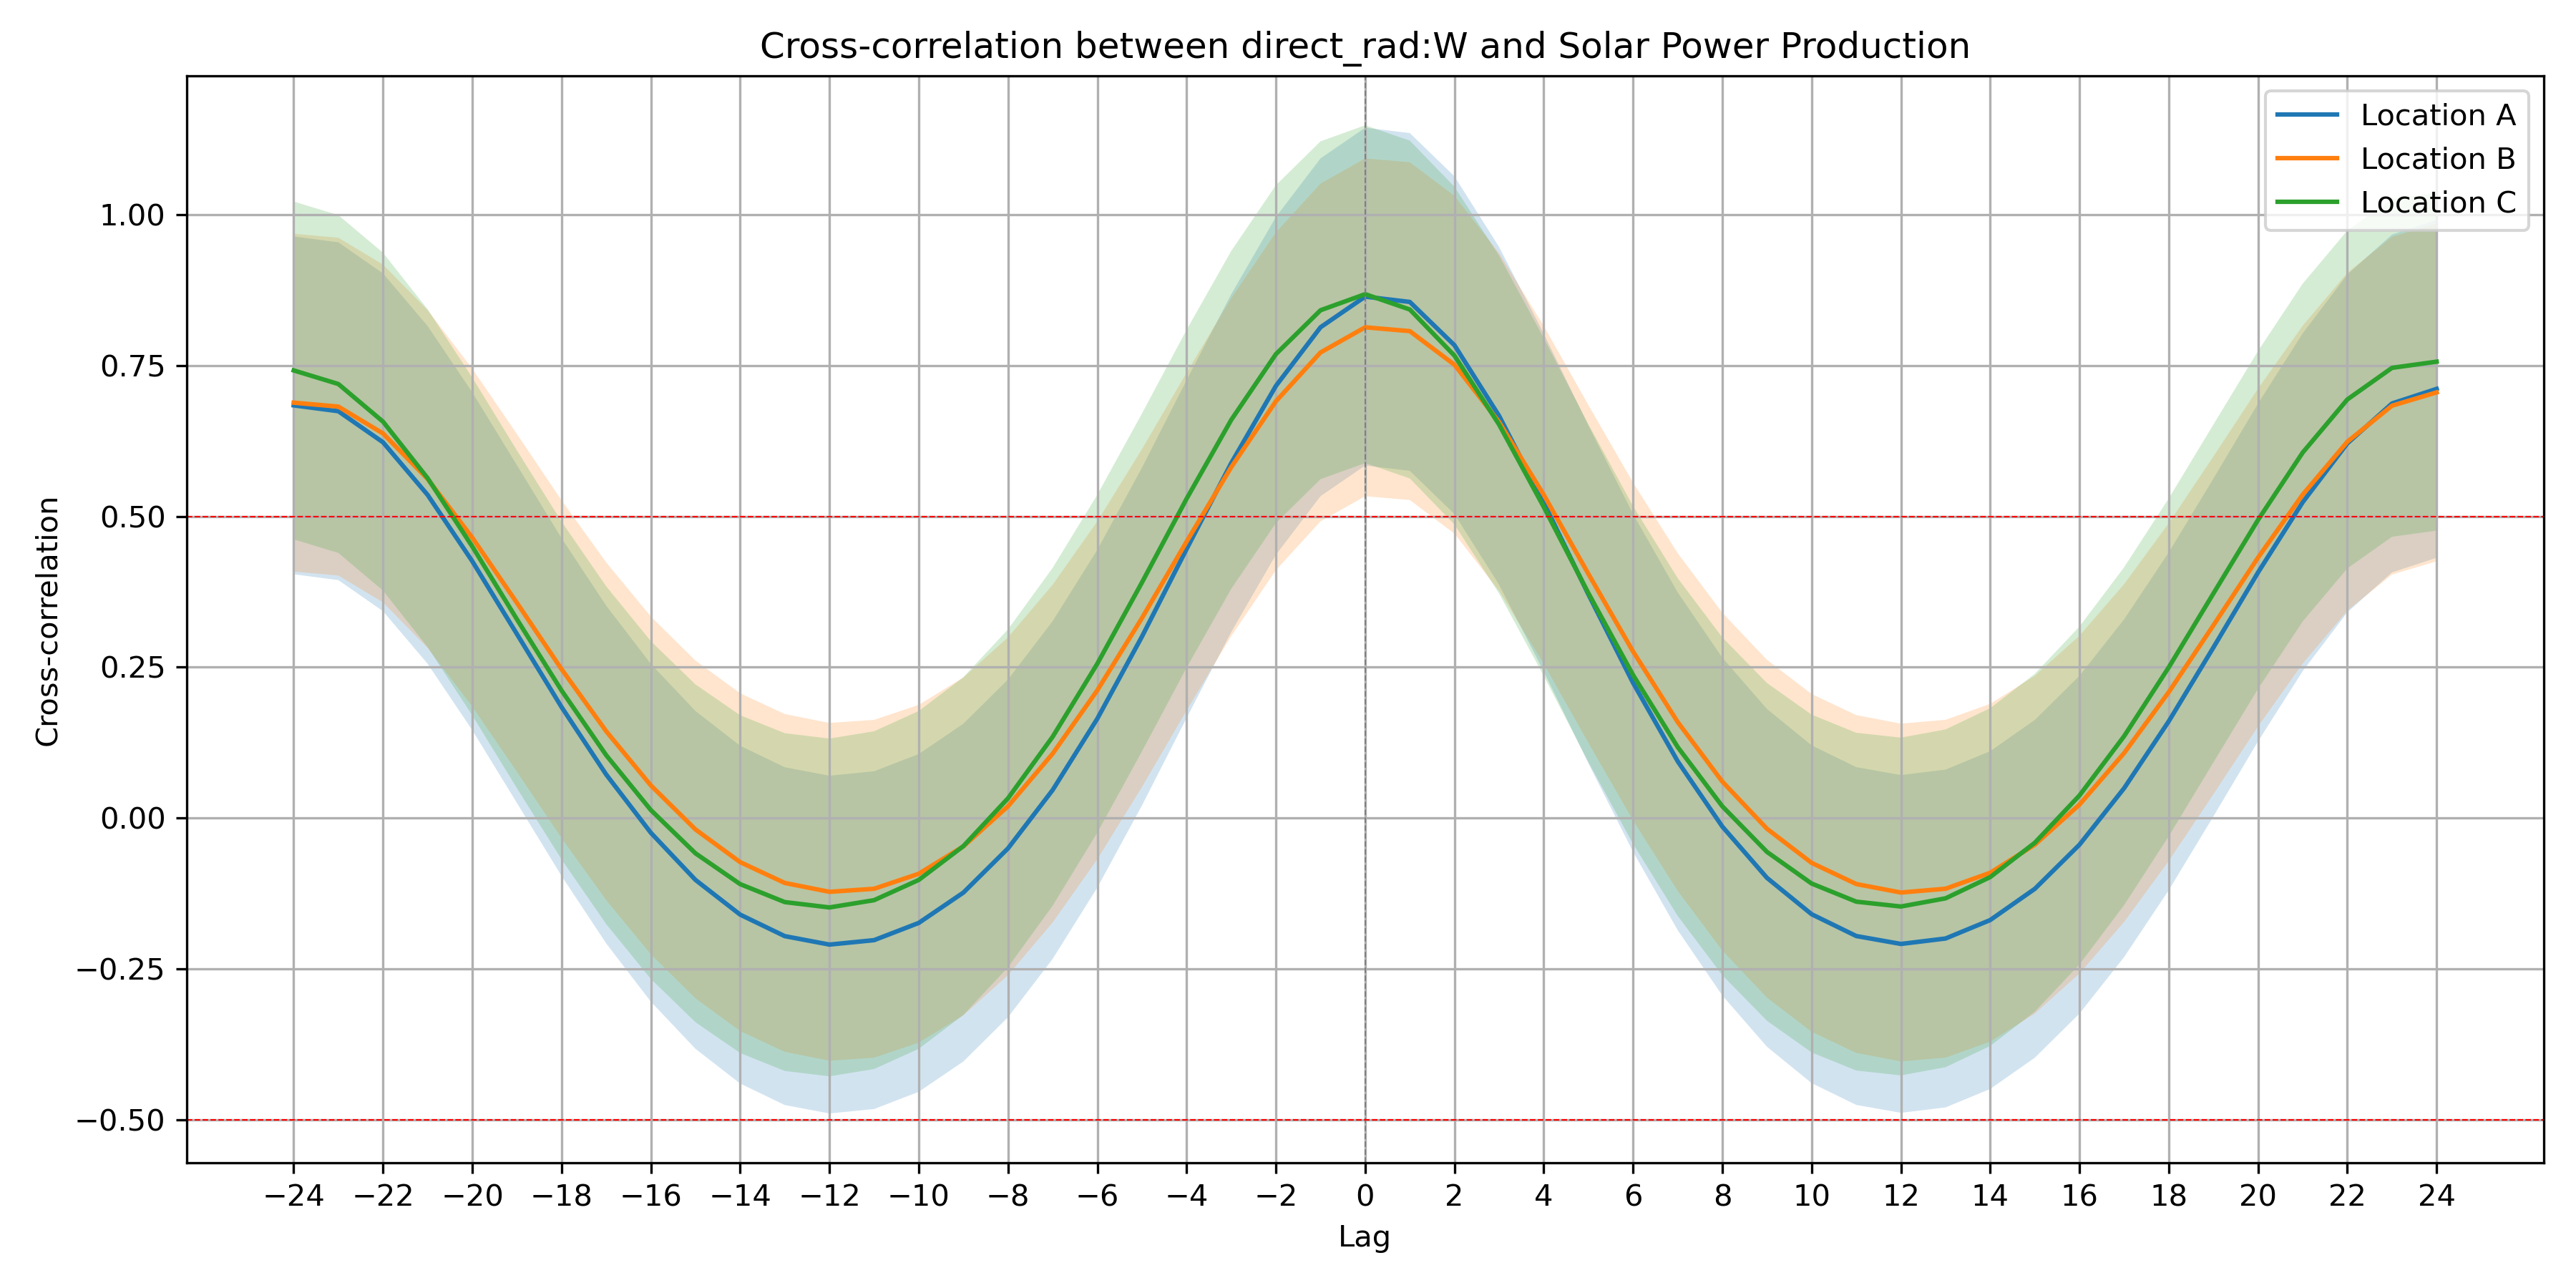 Cross-correlation between direct_rad:W and Solar Power Production
Location A
Location B
Location C
Cross-correlation
1.00
0.75
0.50
0.25
0.00
−0.25
−0.50
−24 −22 −20 −18 −16 −14 −12 −10 −8 −6 −4 −2 0 2 4 6 8 10 12 14 16 18 20 22 24
Lag